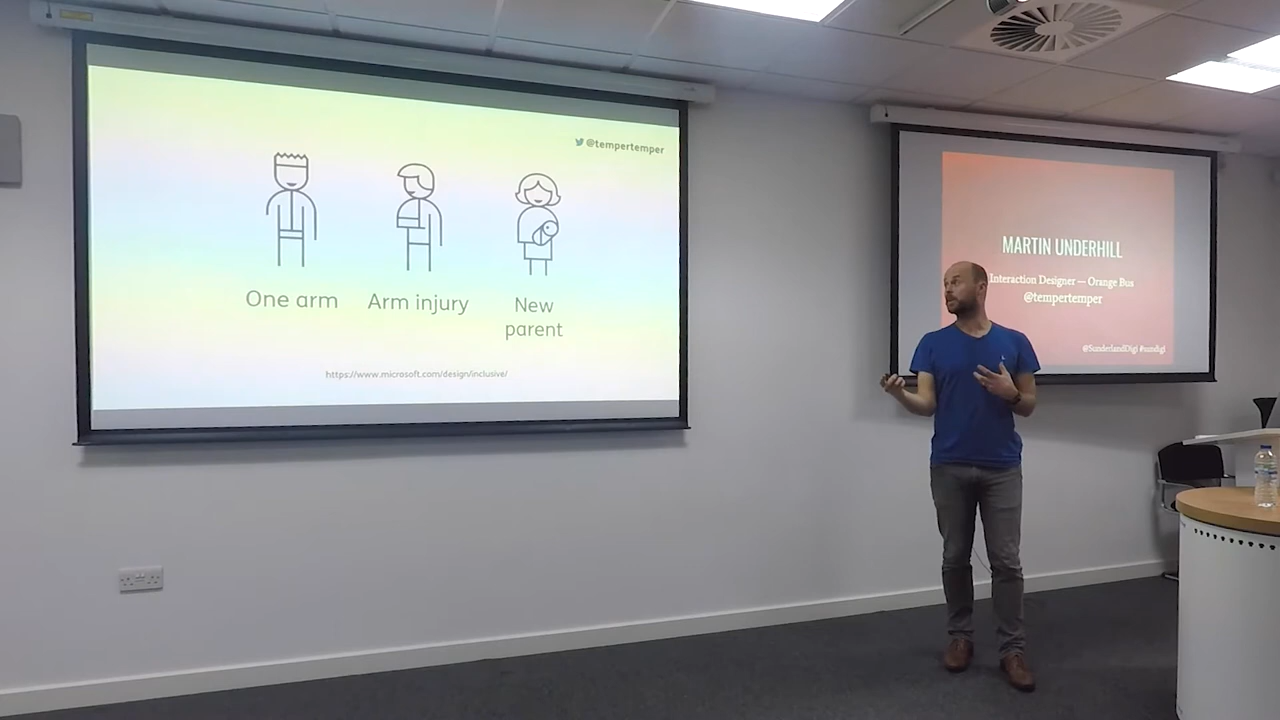 @tempertemper
One arm
Arm injury
New
parent
https://www.microsoft.com/design/inclusive/
MARTIN UNDERHILL
Interaction Designer — Orange Bus
@tempertemper
@SunderlandDigi #sundigi